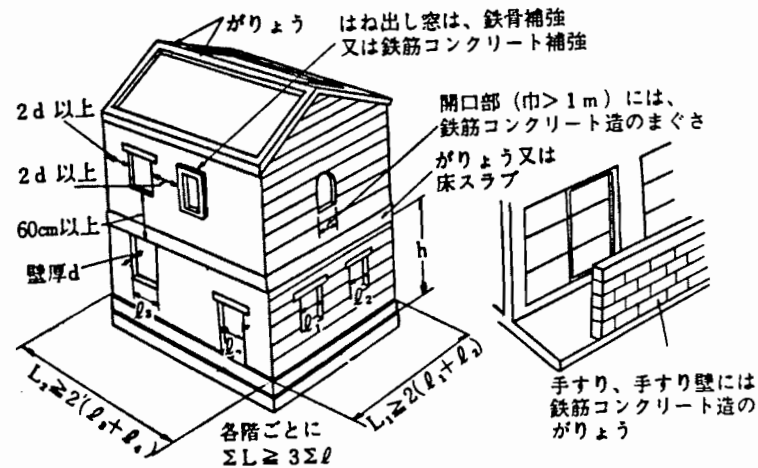 がりょう
はね出し窓は、鉄骨補強
又は鉄筋コンクリート補強
2d 以上
2d 以上
60cm以上
壁厚d
開口部（巾＞1m）には、
鉄筋コンクリート造のまぐさ
がりょう又は
床スラブ
h
ℓ₃
ℓ₁
ℓ₂
L₂≧2(ℓ₃+ℓ₄)
L₁≧2(ℓ₁+ℓ₂)
各階ごとに
ΣL≧3Σℓ
手すり、手すり壁には
鉄筋コンクリート造の
がりょう